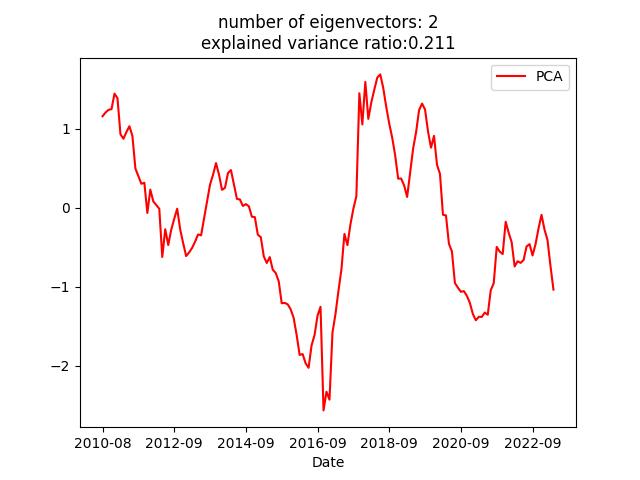 number of eigenvectors: 2
explained variance ratio:0.211
PCA
1
0
−1
−2
2010-08 2012-09 2014-09 2016-09 2018-09 2020-09 2022-09
Date